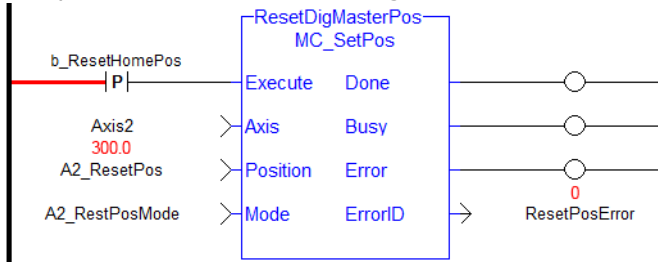 ResetDigMasterPos
MC_SetPos
b_ResetHomePos
P
Execute Done
Axis2
Axis Busy
300.0
A2_ResetPos
Position Error
0
A2_RestPosMode
Mode ErrorID
ResetPosError